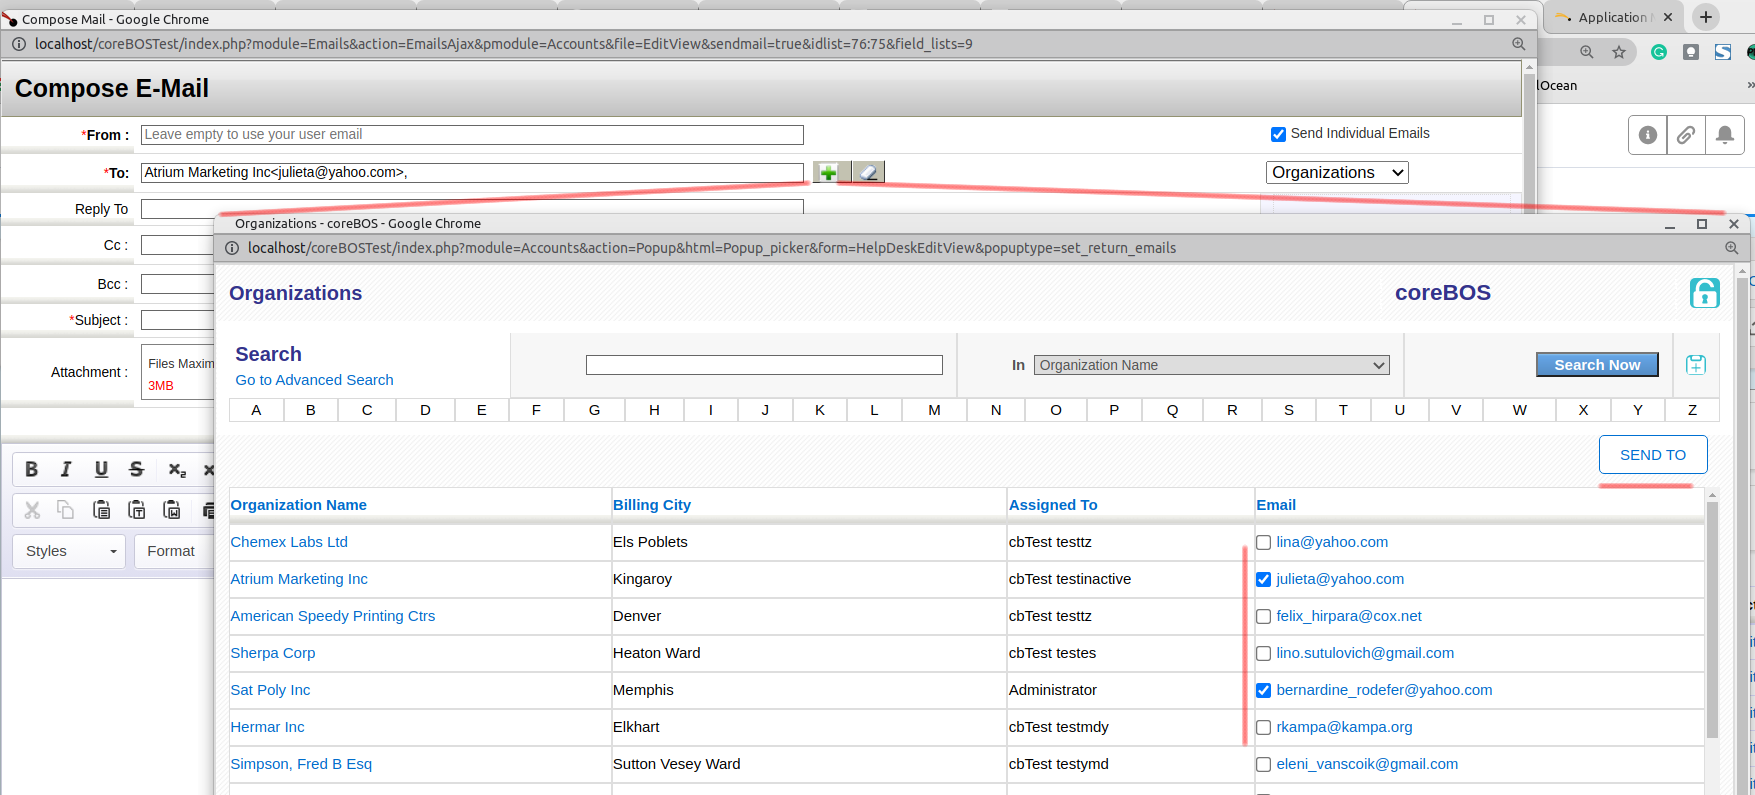 Compose Mail - Google Chrome
Application
localhost/coreBOSTest/index.php?module=Emails&action=EmailsAjax&pmodule=Accounts&file=EditView&sendmail=true&idlist=76:75&field_lists=9
Compose E-Mail
lOcean
»
*From :
Leave empty to use your user email
Send Individual Emails
*To:
Atrium Marketing Inc<julieta@yahoo.com>,
Organizations
Reply To
Organizations - coreBOS - Google Chrome
Cc :
localhost/coreBOSTest/index.php?module=Accounts&action=Popup&html=Popup_picker&form=HelpDeskEditView&popuptype=set_return_emails
Bcc :
Organizations
coreBOS
*Subject :
Search
Go to Advanced Search
In
Organization Name
Search Now
Attachment :
Files Maxim
3MB
A B C D E F G H I J K L M N O P Q R S T U V W X Y Z
SEND TO
B I U S x₂
Styles
Format
Organization Name Billing City Assigned To Email
Chemex Labs Ltd Els Poblets cbTest testtz lina@yahoo.com
Atrium Marketing Inc Kingaroy cbTest testinactive julieta@yahoo.com
American Speedy Printing Ctrs Denver cbTest testtz felix_hirpara@cox.net
Sherpa Corp Heaton Ward cbTest testes lino.sutulovich@gmail.com
Sat Poly Inc Memphis Administrator bernardine_rodefer@yahoo.com
Hermar Inc Elkhart cbTest testmdy rkampa@kampa.org
Simpson, Fred B Esq Sutton Vesey Ward cbTest testymd eleni_vanscoik@gmail.com